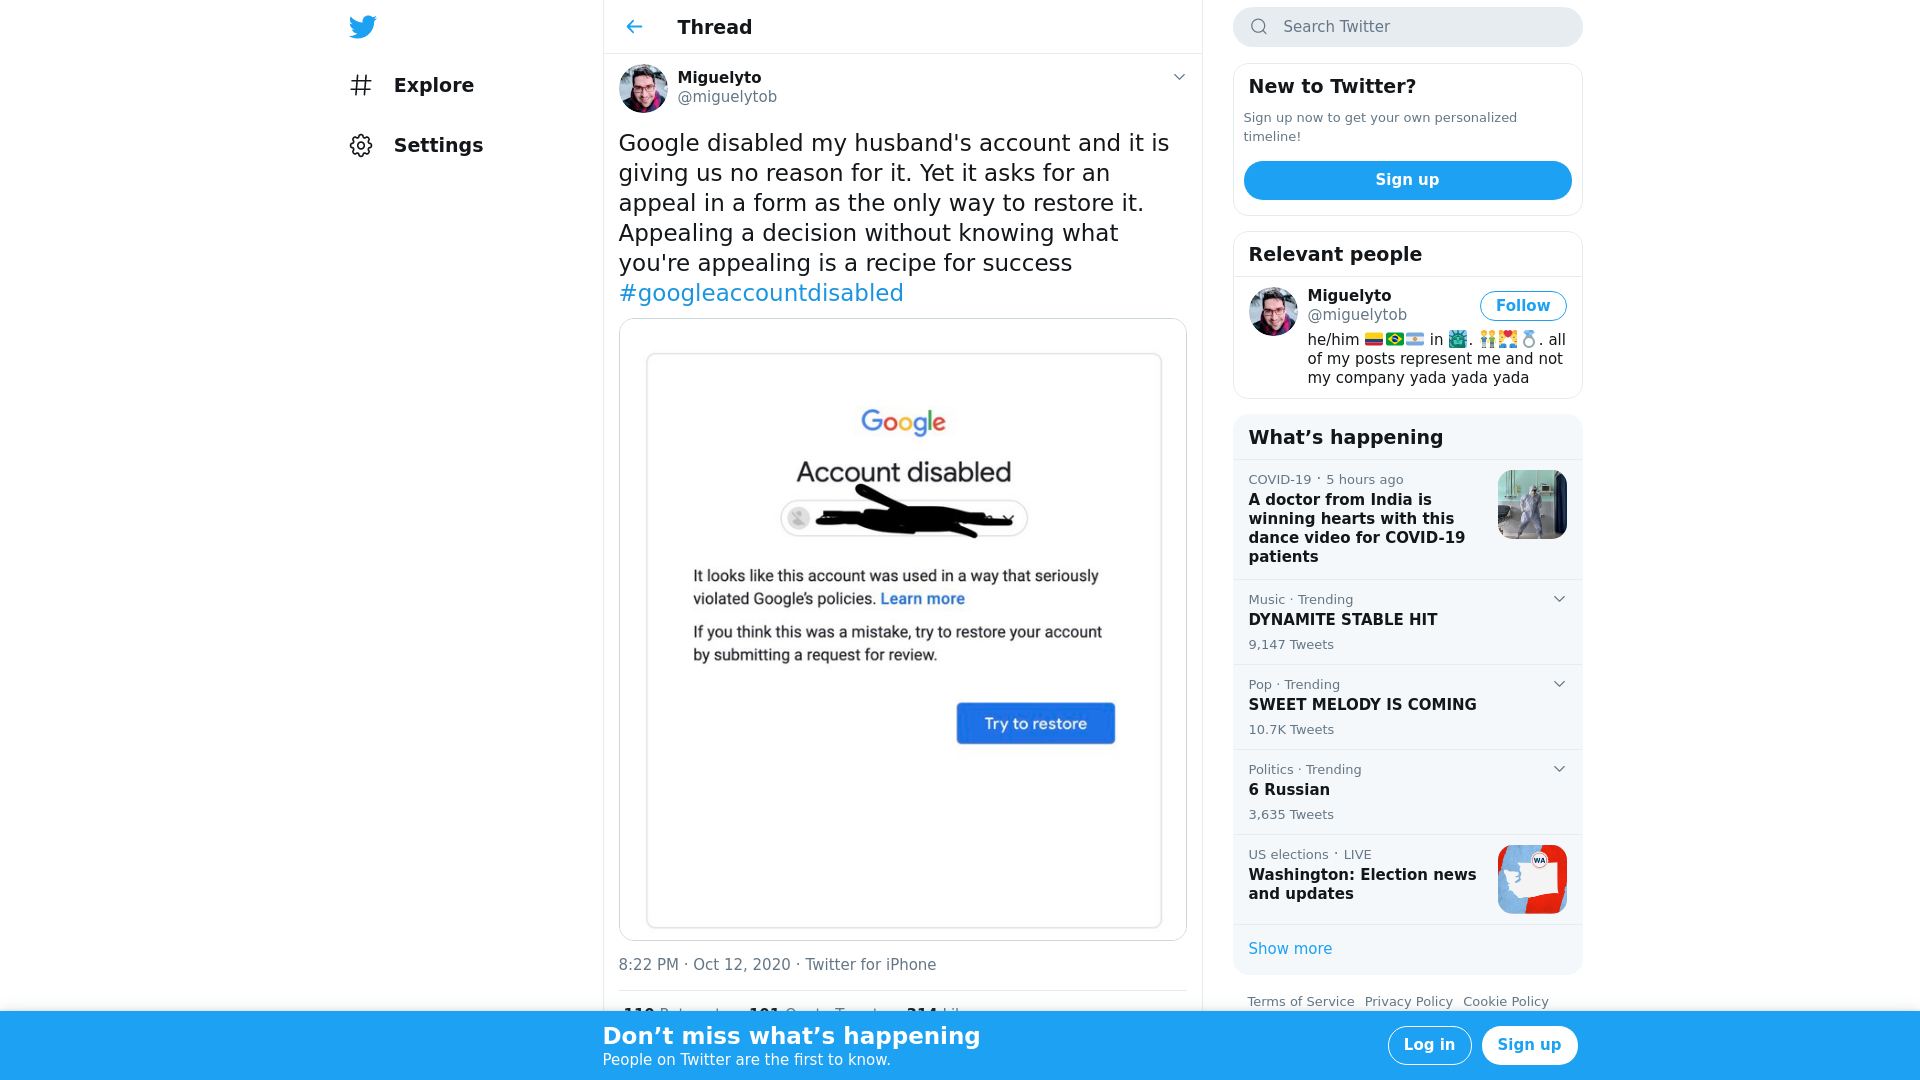 Explore
Settings
Thread
Miguelyto
@miguelytob
Google disabled my husband's account and it is
giving us no reason for it. Yet it asks for an
appeal in a form as the only way to restore it.
Appealing a decision without knowing what
you're appealing is a recipe for success
#googleaccountdisabled
Google
Account disabled
It looks like this account was used in a way that seriously
violated Google's policies. Learn more
If you think this was a mistake, try to restore your account
by submitting a request for review.
Try to restore
8:22 PM · Oct 12, 2020 · Twitter for iPhone
Search Twitter
New to Twitter?
Sign up now to get your own personalized
timeline!
Sign up
Relevant people
Miguelyto
@miguelytob
Follow
he/him 🇨🇴🇧🇷🇦🇷 in 🗽. 👬💑💍. all
of my posts represent me and not
my company yada yada yada
What’s happening
COVID-19 · 5 hours ago
A doctor from India is
winning hearts with this
dance video for COVID-19
patients
Music · Trending
DYNAMITE STABLE HIT
9,147 Tweets
Pop · Trending
SWEET MELODY IS COMING
10.7K Tweets
Politics · Trending
6 Russian
3,635 Tweets
US elections · LIVE
Washington: Election news
and updates
WA
Show more
Terms of Service Privacy Policy Cookie Policy
Don’t miss what’s happening
People on Twitter are the first to know.
Log in
Sign up